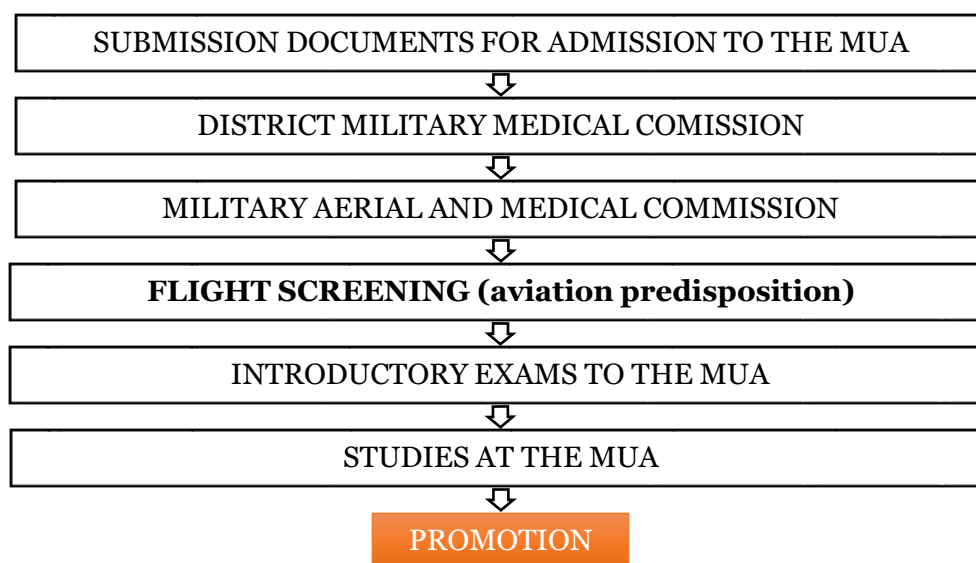 SUBMISSION DOCUMENTS FOR ADMISSION TO THE MUA
DISTRICT MILITARY MEDICAL COMISSION
MILITARY AERIAL AND MEDICAL COMMISSION
FLIGHT SCREENING (aviation predisposition)
INTRODUCTORY EXAMS TO THE MUA
STUDIES AT THE MUA
PROMOTION